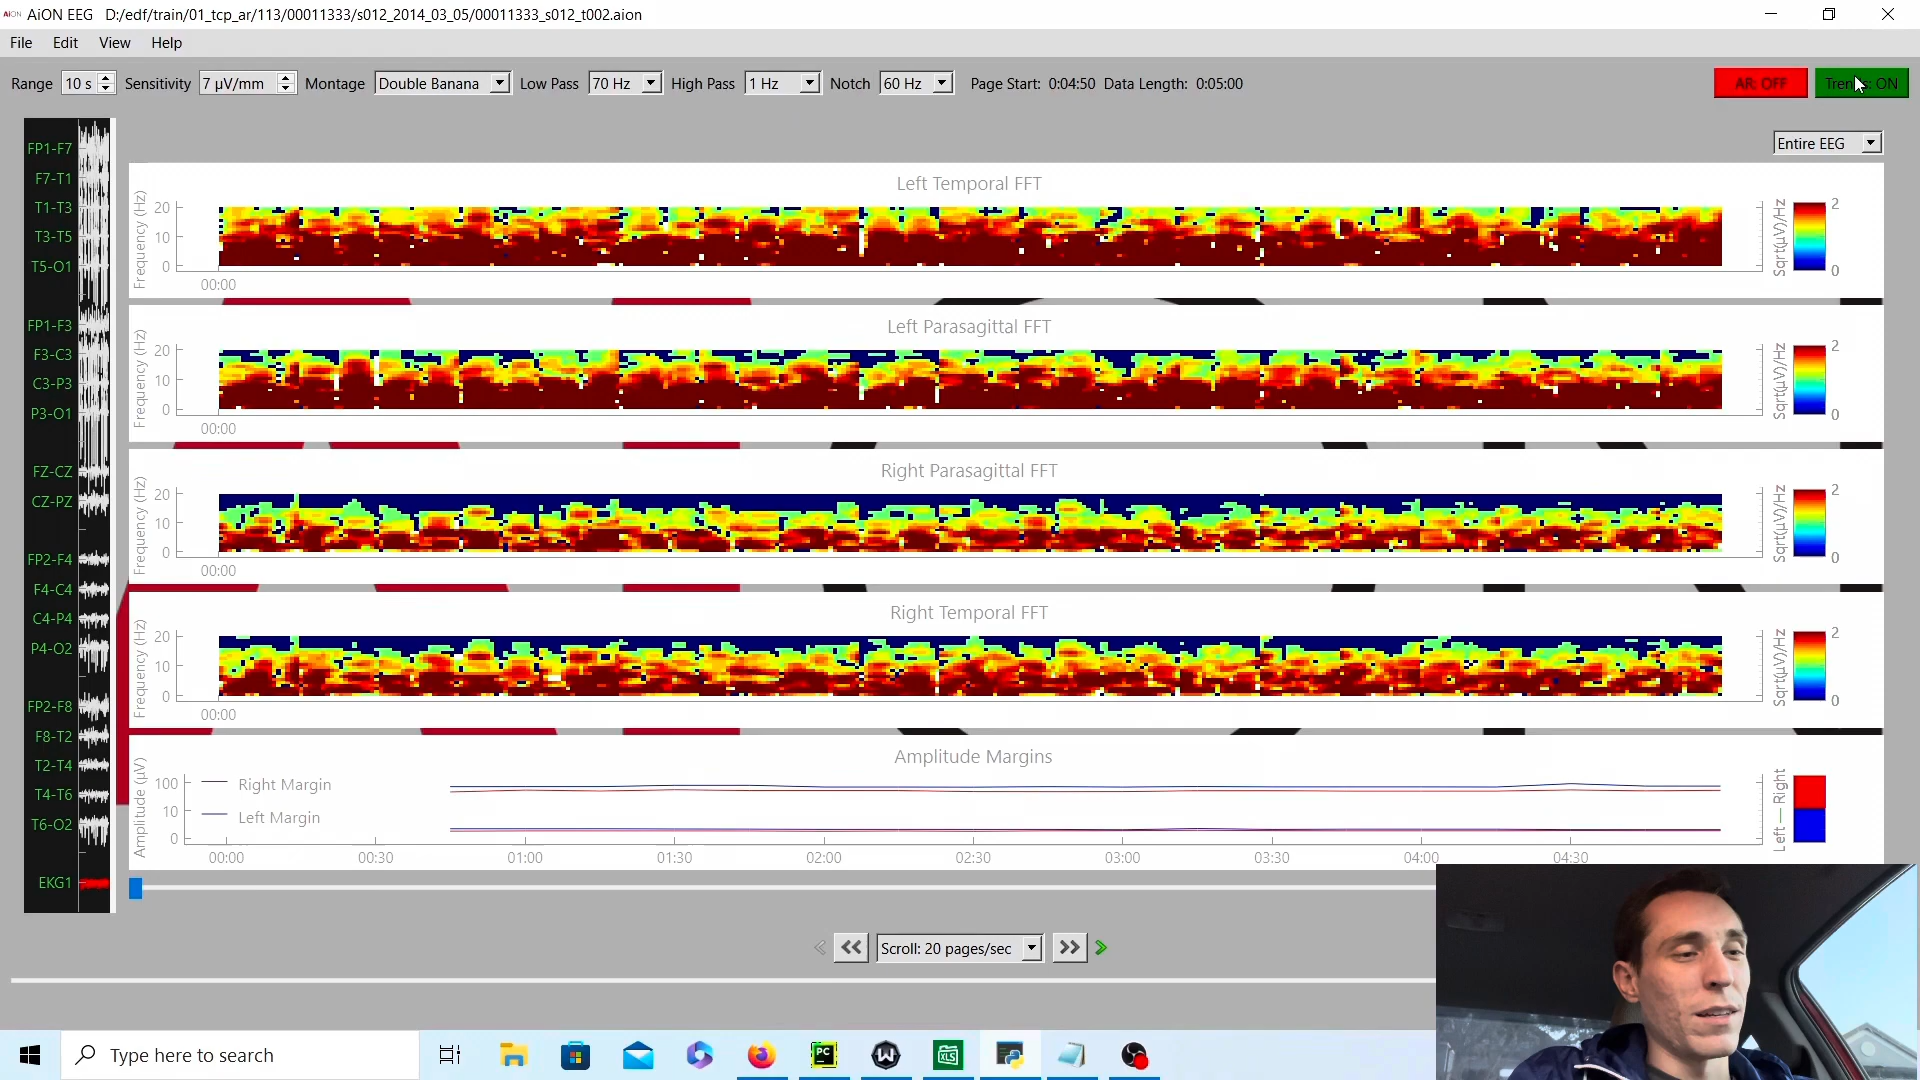 AiON AiON EEG D:/edf/train/01_tcp_ar/113/00011333/s012_2014_03_05/00011333_s012_t002.aion
File Edit View Help
Range 10 s Sensitivity 7 µV/mm Montage Double Banana Low Pass 70 Hz High Pass 1 Hz Notch 60 Hz Page Start: 0:04:50 Data Length: 0:05:00 AR: OFF Trends: ON
Entire EEG
FP1-F7
F7-T1
T1-T3
T3-T5
T5-O1
FP1-F3
F3-C3
C3-P3
P3-O1
FZ-CZ
CZ-PZ
FP2-F4
F4-C4
C4-P4
P4-O2
FP2-F8
F8-T2
T2-T4
T4-T6
T6-O2
EKG1
Left Temporal FFT
Frequency (Hz)
20
10
0
00:00
Sqrt(µV)/Hz
2
0
Left Parasagittal FFT
Frequency (Hz)
20
10
0
00:00
Sqrt(µV)/Hz
2
0
Right Parasagittal FFT
Frequency (Hz)
20
10
0
00:00
Sqrt(µV)/Hz
2
0
Right Temporal FFT
Frequency (Hz)
20
10
0
00:00
Sqrt(µV)/Hz
2
0
Amplitude Margins
Amplitude (µV)
100
10
0
Right Margin
Left Margin
Left — Right
00:00 00:30 01:00 01:30 02:00 02:30 03:00 03:30 04:00 04:30
Scroll: 20 pages/sec
Type here to search
PC
W
XLS